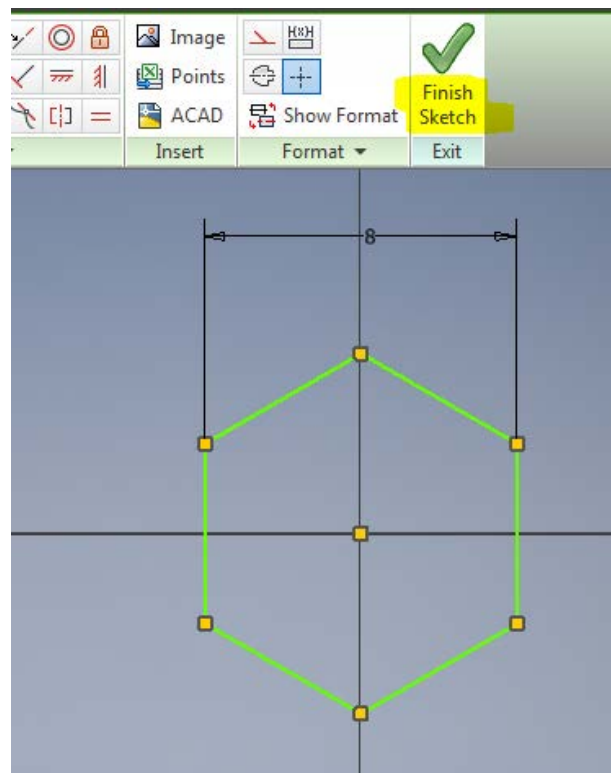 Image
Points
ACAD
Insert
Show Format
Format
Finish
Sketch
Exit
8